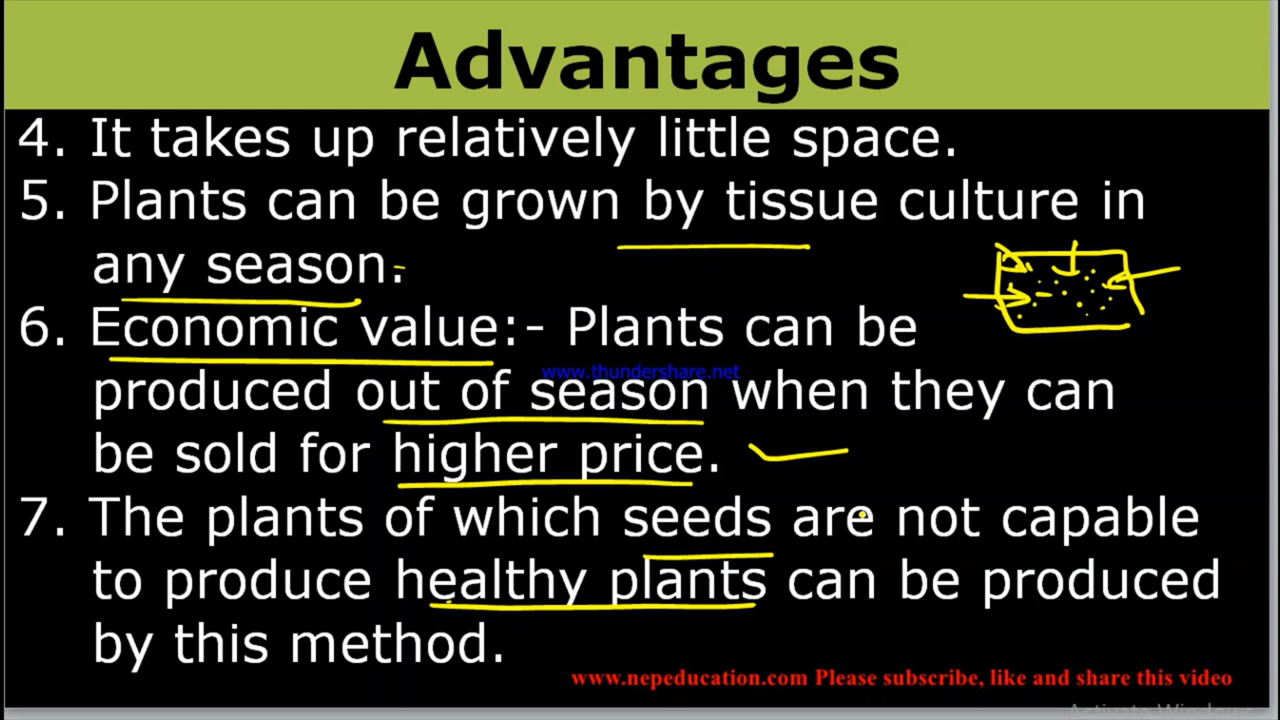 Advantages
4. It takes up relatively little space.
5. Plants can be grown by tissue culture in
any season.
6. Economic value:- Plants can be
www.thundershare.net
produced out of season when they can
be sold for higher price.
7. The plants of which seeds are not capable
to produce healthy plants can be produced
by this method.
www.nepeducation.com Please subscribe, like and share this video